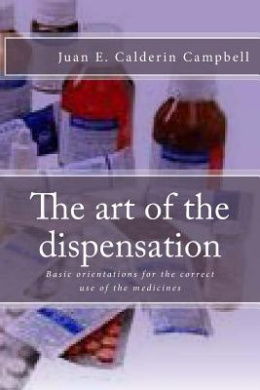 Juan E. Calderin Campbell
The art of the
dispensation
Basic orientations for the correct
use of the medicines